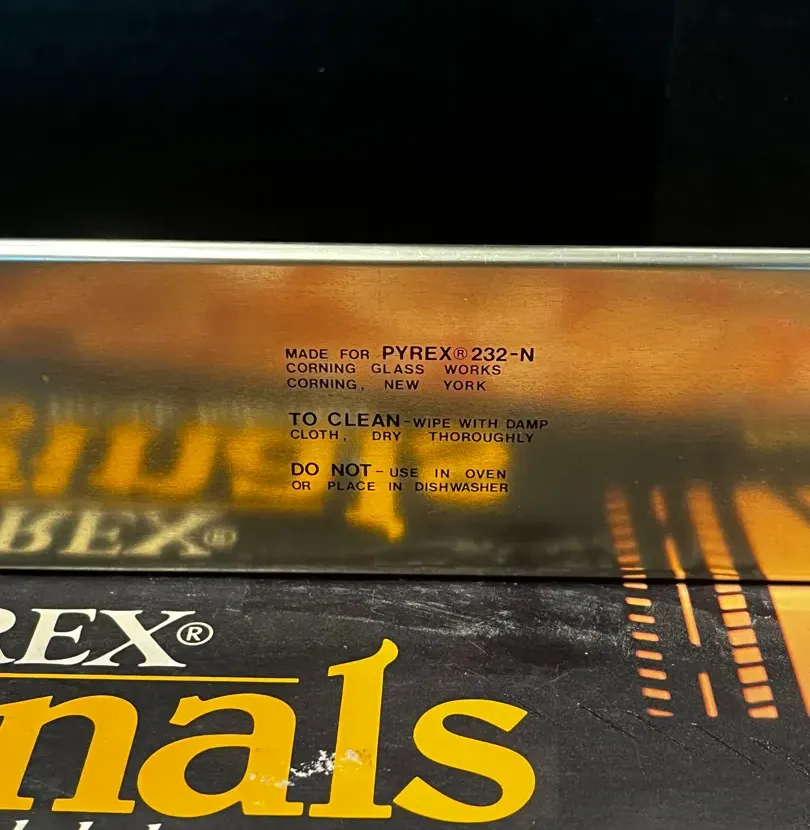 MADE FOR PYREX® 232-N
CORNING GLASS WORKS
CORNING, NEW YORK
TO CLEAN-WIPE WITH DAMP
CLOTH, DRY THOROUGHLY
DO NOT-USE IN OVEN
OR PLACE IN DISHWASHER
REX®
nals